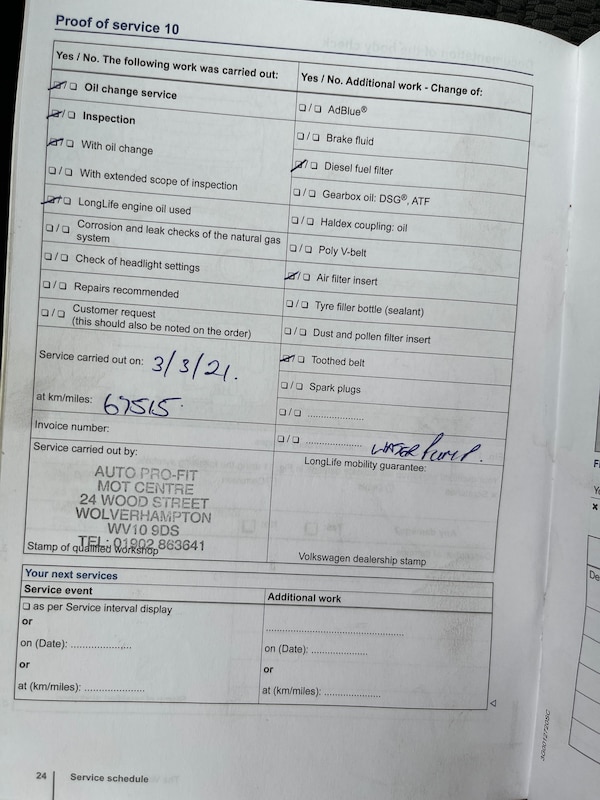 Proof of service 10
Yes / No. The following work was carried out:
☑/❏ Oil change service
☑/❏ Inspection
☑/❏ With oil change
❏/❏ With extended scope of inspection
☑/❏ LongLife engine oil used
❏/❏ Corrosion and leak checks of the natural gas
system
❏/❏ Check of headlight settings
❏/❏ Repairs recommended
❏/❏ Customer request
(this should also be noted on the order)
Service carried out on: 3/3/21.
at km/miles: 67515.
Invoice number:
Service carried out by:
AUTO PRO-FIT
MOT CENTRE
24 WOOD STREET
WOLVERHAMPTON
WV10 9DS
TEL: 01902 863641
Stamp of qualified workshop
Yes / No. Additional work - Change of:
❏/❏ AdBlue®
❏/❏ Brake fluid
☑/❏ Diesel fuel filter
❏/❏ Gearbox oil: DSG®, ATF
❏/❏ Haldex coupling: oil
❏/❏ Poly V-belt
☑/❏ Air filter insert
❏/❏ Tyre filler bottle (sealant)
❏/❏ Dust and pollen filter insert
☑/❏ Toothed belt
❏/❏ Spark plugs
❏/❏ ....................
❏/❏ .................... WATER PUMP.
LongLife mobility guarantee:
Volkswagen dealership stamp
Your next services
Service event
❏ as per Service interval display
or
on (Date): .....................
or
at (km/miles): .....................
Additional work
..................................................
on (Date): ....................
or
at (km/miles): ....................
24
Service schedule